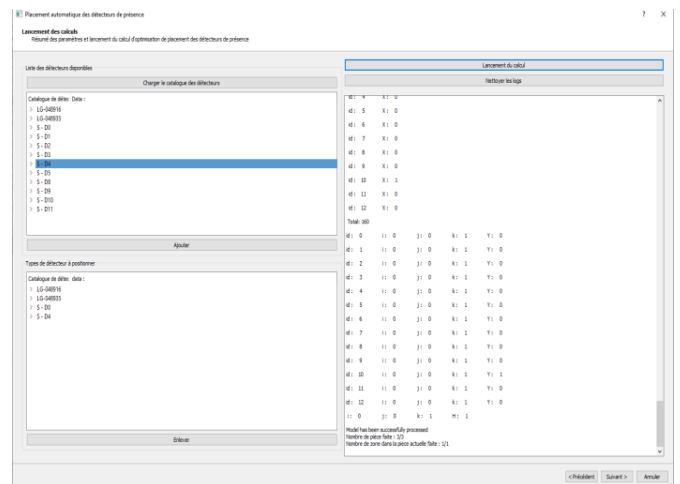 Placement automatique des détecteurs de présence
? X
Lancement des calculs
Résumé des paramètres et lancement du calcul d'optimisation de placement des détecteurs de présence
Liste des détecteurs disponibles
Charger le catalogue des détecteurs
Catalogue de détec Data :
> LG-048916
> LG-048935
> S - D0
> S - D1
> S - D2
> S - D3
> S - D4
> S - D5
> S - D8
> S - D9
> S - D10
> S - D11
Ajouter
Types de détecteur à positionner
Catalogue de détec data :
> LG-048916
> LG-048935
> S - D0
> S - D4
Enlever
Lancement du calcul
Nettoyer les logs
id : 4 X : 0
id : 5 X : 0
id : 6 X : 0
id : 7 X : 0
id : 8 X : 0
id : 9 X : 0
id : 10 X : 1
id : 11 X : 0
id : 12 X : 0
Total: 160
id : 0 i : 0 j : 0 k : 1 Y : 0
id : 1 i : 0 j : 0 k : 1 Y : 0
id : 2 i : 0 j : 0 k : 1 Y : 0
id : 3 i : 0 j : 0 k : 1 Y : 0
id : 4 i : 0 j : 0 k : 1 Y : 0
id : 5 i : 0 j : 0 k : 1 Y : 0
id : 6 i : 0 j : 0 k : 1 Y : 0
id : 7 i : 0 j : 0 k : 1 Y : 0
id : 8 i : 0 j : 0 k : 1 Y : 0
id : 9 i : 0 j : 0 k : 1 Y : 0
id : 10 i : 0 j : 0 k : 1 Y : 1
id : 11 i : 0 j : 0 k : 1 Y : 0
id : 12 i : 0 j : 0 k : 1 Y : 0
i : 0 j : 0 k : 1 H : 1
Model has been successfully processed
Nombre de pièce faite : 3/3
Nombre de zone dans la piece actuelle faite : 1/1
< Précédent
Suivant >
Annuler